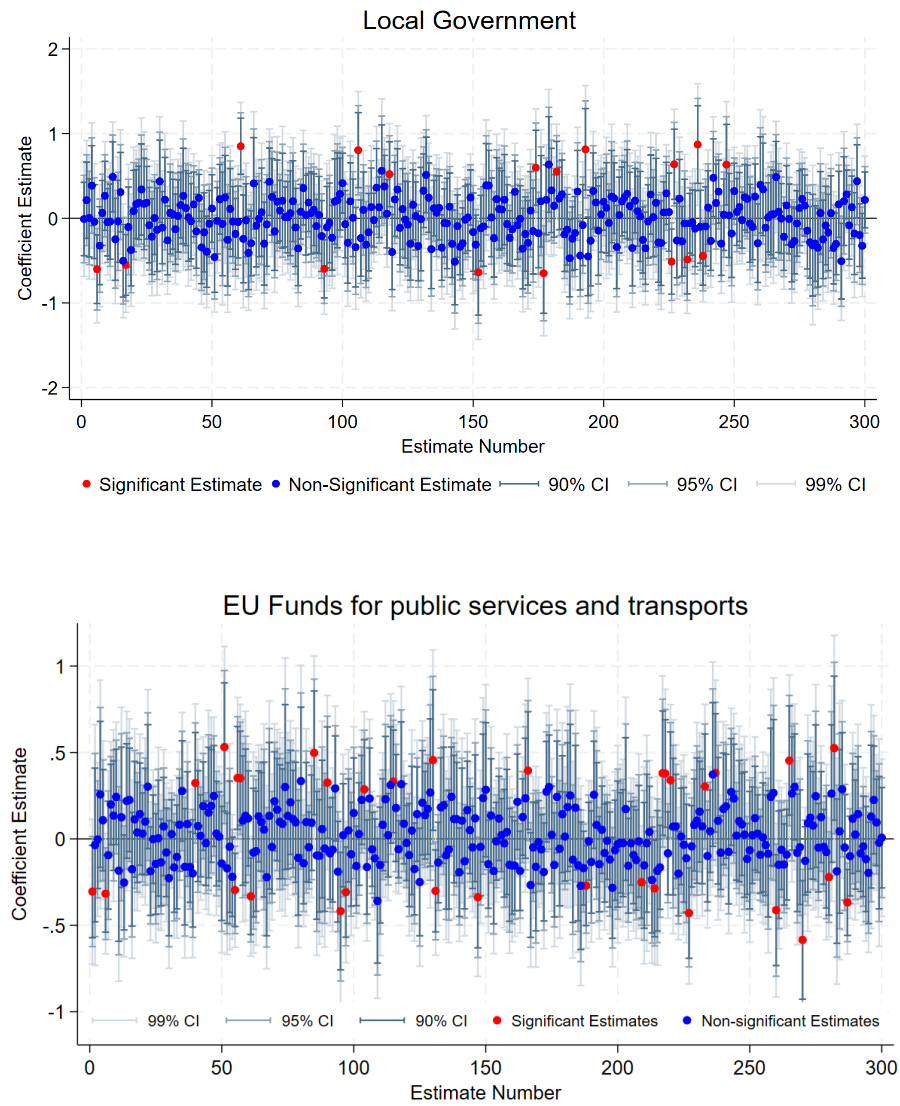 Local Government
2
1
0
-1
-2
Coefficient Estimate
0 50 100 150 200 250 300
Estimate Number
Significant Estimate Non-Significant Estimate 90% CI 95% CI 99% CI
EU Funds for public services and transports
1
.5
0
-.5
-1
Coefficient Estimate
99% CI 95% CI 90% CI Significant Estimates Non-significant Estimates
0 50 100 150 200 250 300
Estimate Number